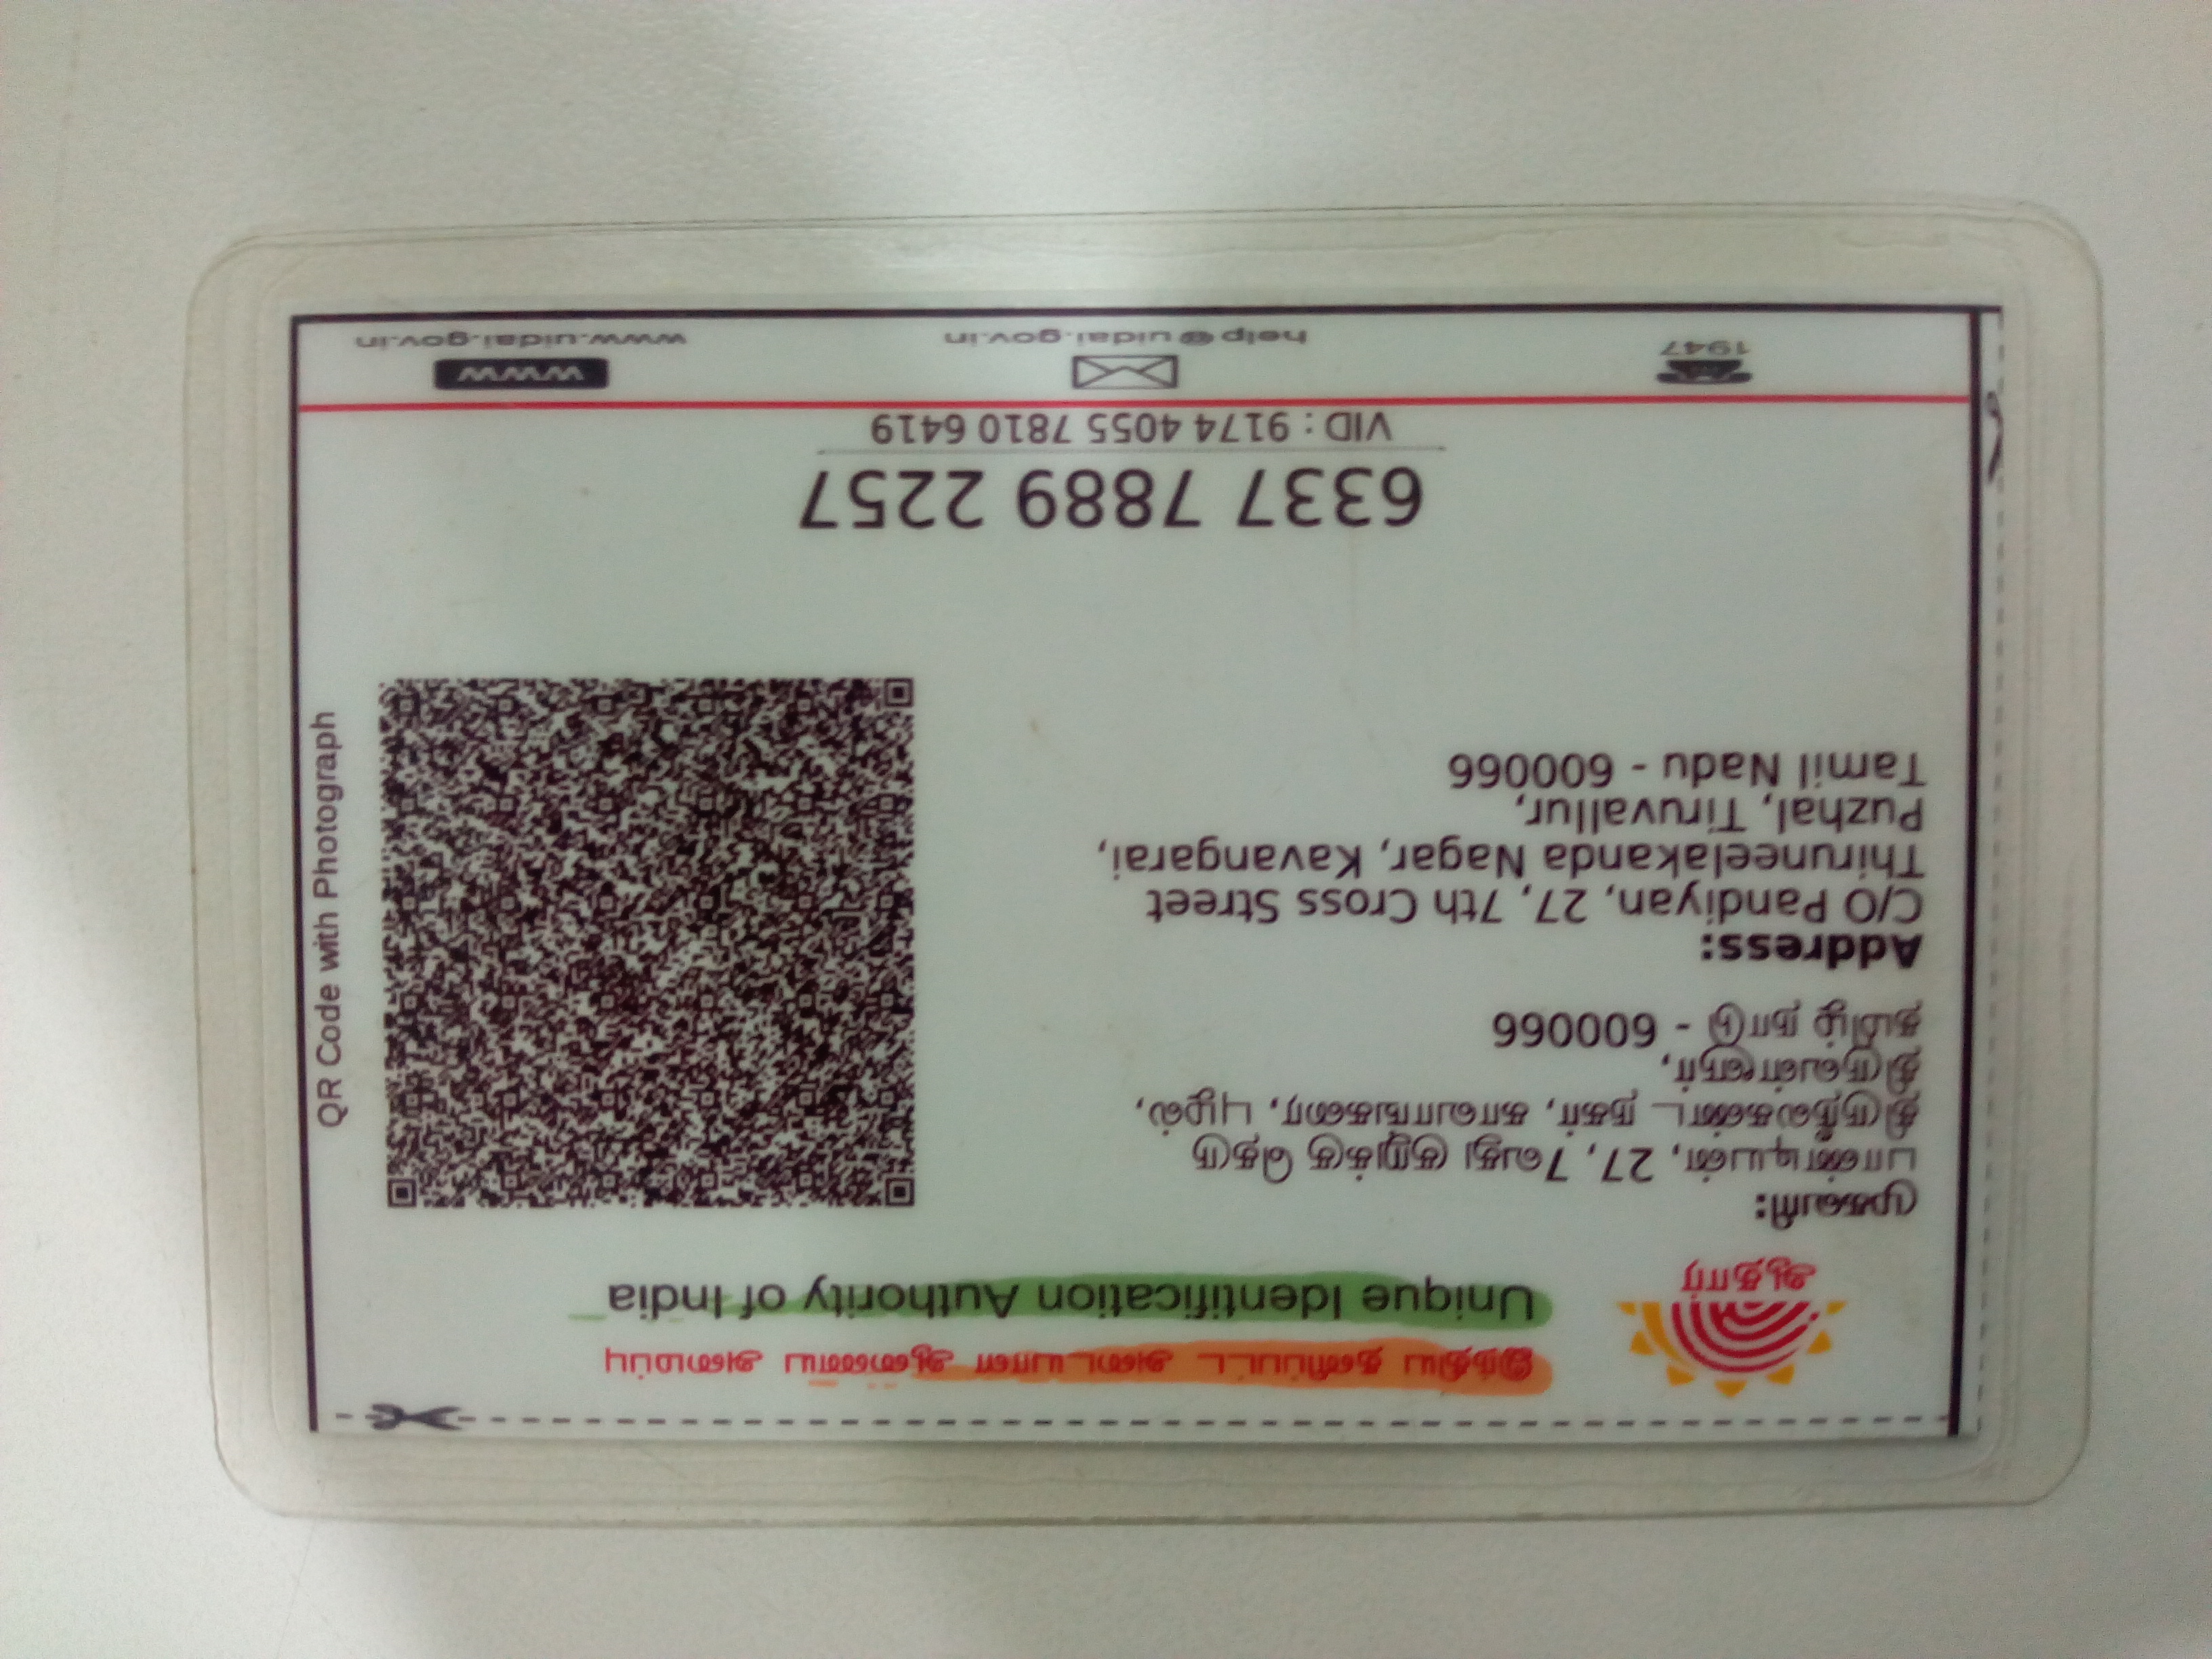 இந்திய தனிப்பட்ட அடையாள ஆணைய அமைப்பு
Unique Identification Authority of India
ஆதார்
முகவரி:
பாண்டியன், 27, 7வது குறுக்கு தெரு
திருநீலகண்ட நகர், காவாங்கரை, புழல்,
திருவள்ளூர்,
தமிழ் நாடு - 600066
Address:
C/O Pandiyan, 27, 7th Cross Street
Thiruneelakanda Nagar, Kavangarai,
Puzhal, Tiruvallur,
Tamil Nadu - 600066
QR Code with Photograph
6337 7889 2257
VID : 9174 4055 7810 6419
1947
help@uidai.gov.in
WWW
www.uidai.gov.in